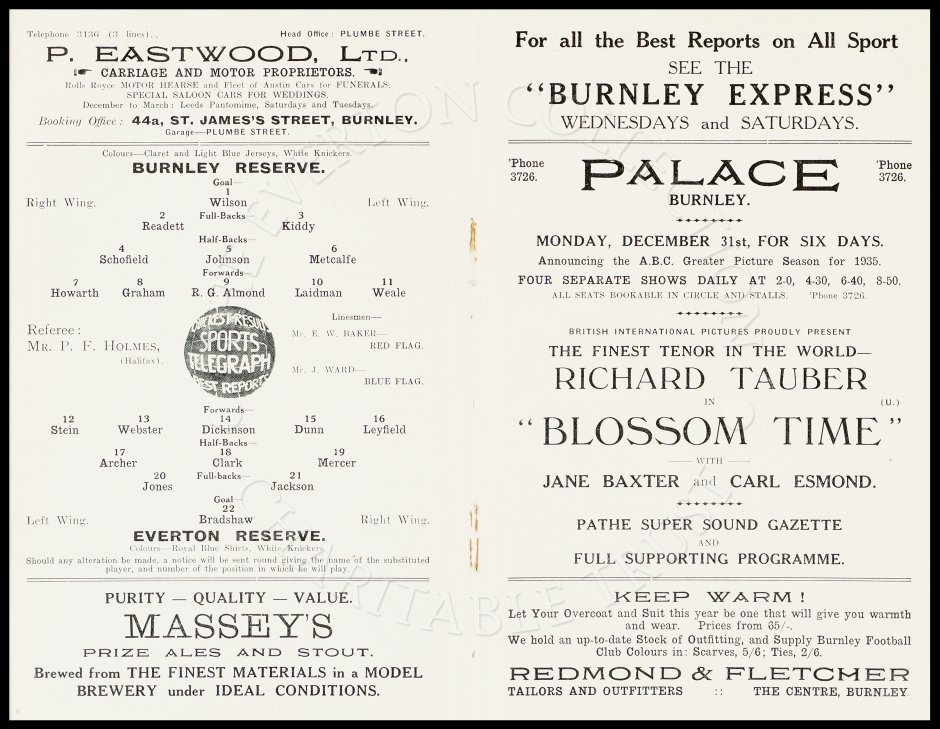 Telephone 3136 (3 lines).
Head Office: PLUMBE STREET.
P. EASTWOOD, LTD.,
CARRIAGE AND MOTOR PROPRIETORS.
Rolls Royce MOTOR HEARSE and Fleet of Austin Cars for FUNERALS.
SPECIAL SALOON CARS FOR WEDDINGS.
December to March: Leeds Pantomime, Saturdays and Tuesdays.
Booking Office: 44a, ST. JAMES'S STREET, BURNLEY.
Garage—PLUMBE STREET.
Colours—Claret and Light Blue Jerseys, White Knickers.
BURNLEY RESERVE.
Goal—
1
Right Wing. Wilson Left Wing.
2 Full-Backs— 3
Readett Kiddy
Half-Backs—
4 5 6
Schofield Johnson Metcalfe
Forwards
7 8 9 10 11
Howarth Graham R. G. Almond Laidman Weale
Referee:
MR. P. F. HOLMES,
(Halifax).
QUICKEST RESULTS
SPORTS
TELEGRAPH
BEST REPORTS
Linesmen—
Mr. E. W. BAKER—
RED FLAG.
Mr. J. WARD—
BLUE FLAG.
Forwards—
12 13 14 15 16
Stein Webster Dickinson Dunn Leyfield
Half-Backs—
17 18 19
Archer Clark Mercer
20 Full-backs— 21
Jones Jackson
Goal—
22
Left Wing. Bradshaw Right Wing.
EVERTON RESERVE.
Colours—Royal Blue Shirts, White Knickers.
Should any alteration be made, a notice will be sent round giving the name of the substituted
player, and number of the position in which he will play.
PURITY — QUALITY — VALUE.
MASSEY'S
PRIZE ALES AND STOUT.
Brewed from THE FINEST MATERIALS in a MODEL
BREWERY under IDEAL CONDITIONS.
For all the Best Reports on All Sport
SEE THE
"BURNLEY EXPRESS"
WEDNESDAYS and SATURDAYS.
'Phone
3726.
PALACE
'Phone
3726.
BURNLEY.
MONDAY, DECEMBER 31st, FOR SIX DAYS.
Announcing the A.B.C. Greater Picture Season for 1935.
FOUR SEPARATE SHOWS DAILY AT 2-0, 4-30, 6-40, 8-50.
ALL SEATS BOOKABLE IN CIRCLE AND STALLS. 'Phone 3726.
BRITISH INTERNATIONAL PICTURES PROUDLY PRESENT
THE FINEST TENOR IN THE WORLD—
RICHARD TAUBER
IN (U.)
"BLOSSOM TIME"
— WITH —
JANE BAXTER and CARL ESMOND.
PATHE SUPER SOUND GAZETTE
AND
FULL SUPPORTING PROGRAMME.
KEEP WARM!
Let Your Overcoat and Suit this year be one that will give you warmth
and wear. Prices from 65/-.
We hold an up-to-date Stock of Outfitting, and Supply Burnley Football
Club Colours in: Scarves, 5/6; Ties, 2/6.
REDMOND & FLETCHER
TAILORS AND OUTFITTERS :: THE CENTRE, BURNLEY
EVERTON COLLECTION
CHARITABLE TRUST